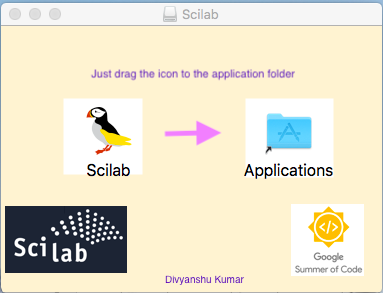 Scilab
Just drag the icon to the application folder
Scilab
Applications
Scilab
Google
Summer of Code
Divyanshu Kumar